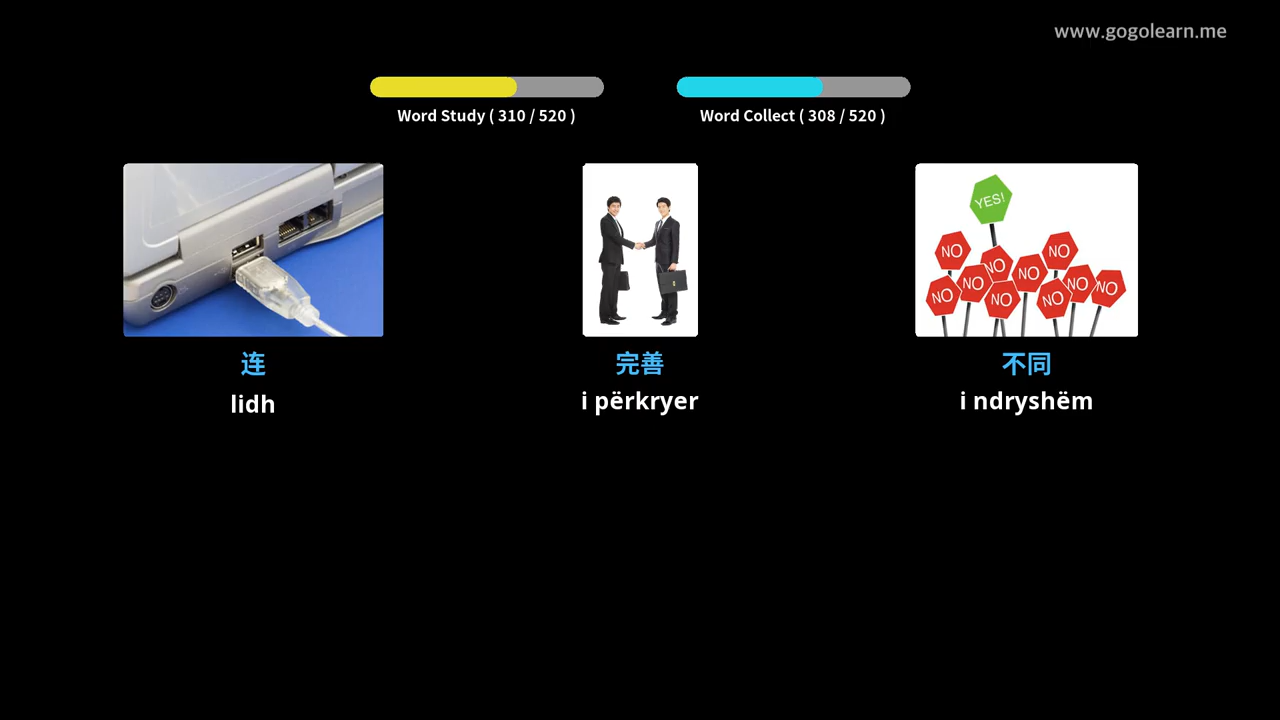 www.gogolearn.me
Word Study ( 310 / 520 )
Word Collect ( 308 / 520 )
YES!
NO
NO
NO
NO
NO
NO
NO
NO
NO
NO
连
完善
不同
lidh
i përkryer
i ndryshëm